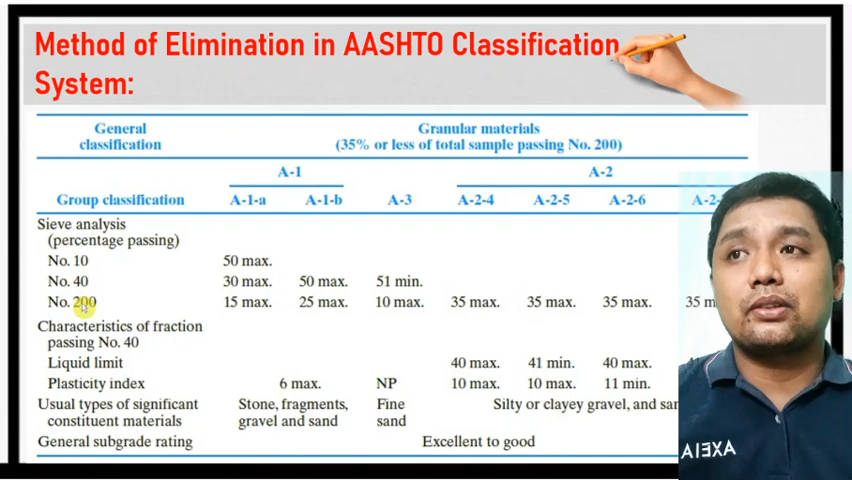 Method of Elimination in AASHTO Classification
System:
General classification Granular materials (35% or less of total sample passing No. 200)
A-1 A-2
Group classification A-1-a A-1-b A-3 A-2-4 A-2-5 A-2-6
Sieve analysis
(percentage passing)
No. 10 50 max.
No. 40 30 max. 50 max. 51 min.
No. 200 15 max. 25 max. 10 max. 35 max. 35 max. 35 max.
Characteristics of fraction
passing No. 40
Liquid limit 40 max. 41 min. 40 max.
Plasticity index 6 max. NP 10 max. 10 max. 11 min.
Usual types of significant Stone, fragments, Fine Silty or clayey gravel, and
constituent materials gravel and sand sand
General subgrade rating Excellent to good
AXEIA